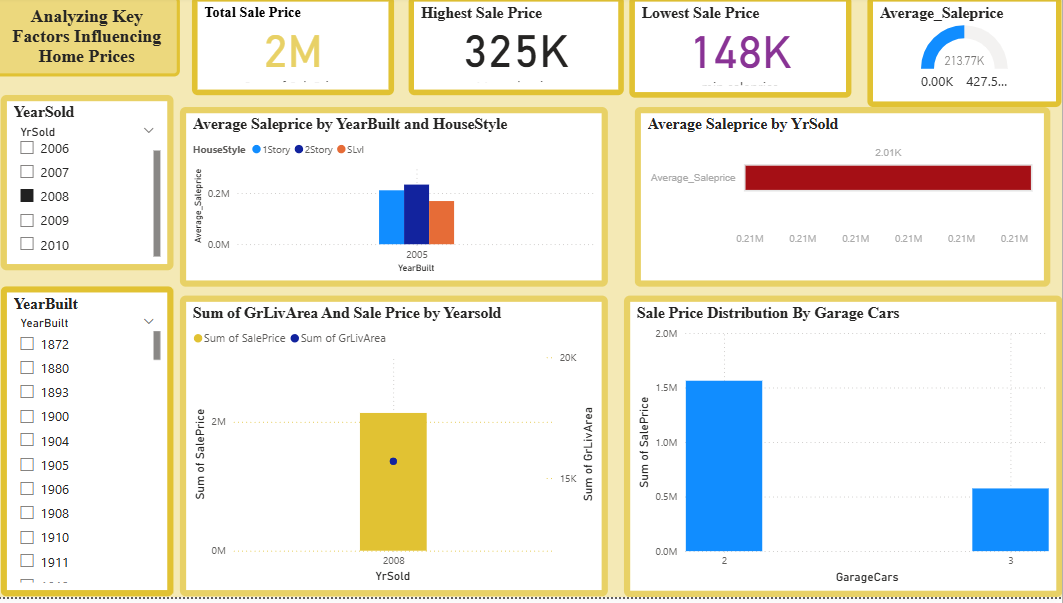 Analyzing Key
Factors Influencing
Home Prices
Total Sale Price
2M
Highest Sale Price
325K
Lowest Sale Price
148K
Average_Saleprice
213.77K
0.00K 427.5...
YearSold
YrSold
2006
2007
2008
2009
2010
Average Saleprice by YearBuilt and HouseStyle
HouseStyle 1Story 2Story SLvl
Average_Saleprice
0.2M
0.0M
2005
YearBuilt
Average Saleprice by YrSold
2.01K
Average_Saleprice
0.21M 0.21M 0.21M 0.21M 0.21M 0.21M
YearBuilt
YearBuilt
1872
1880
1893
1900
1904
1905
1906
1908
1910
1911
Sum of GrLivArea And Sale Price by Yearsold
Sum of SalePrice Sum of GrLivArea
Sum of SalePrice
2M
0M
20K
15K
Sum of GrLivArea
2008
YrSold
Sale Price Distribution By Garage Cars
Sum of SalePrice
2.0M
1.5M
1.0M
0.5M
0.0M
2 3
GarageCars